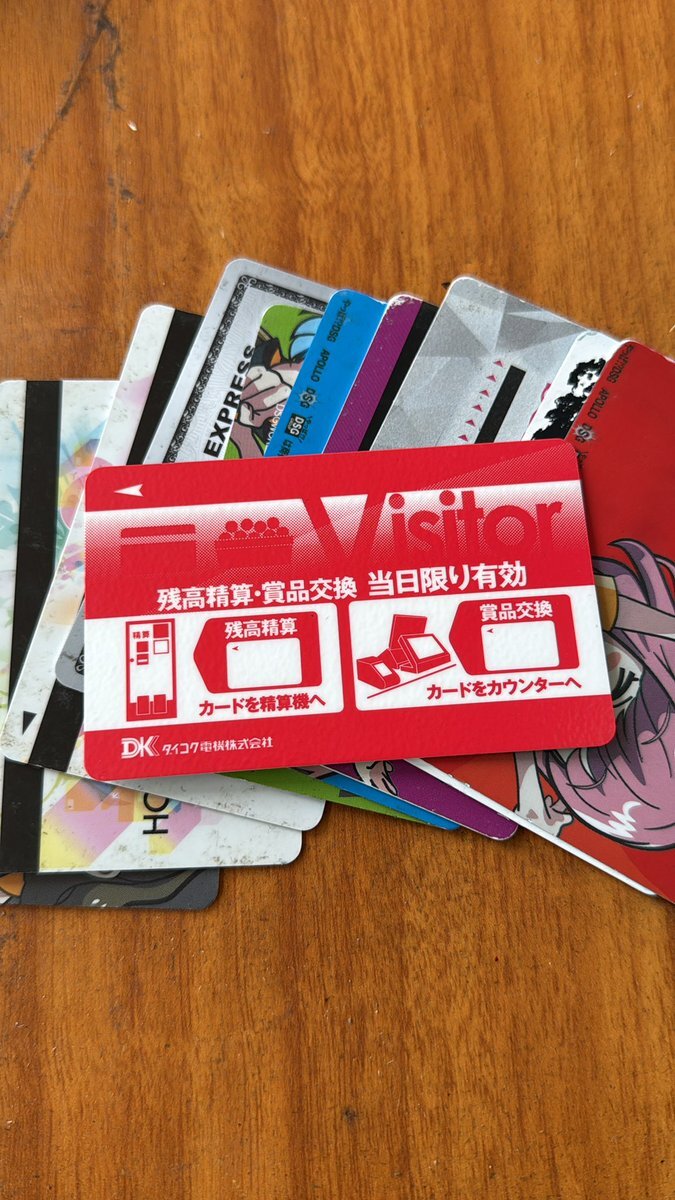 EXPRESS
APOLLO DSG
DSG
APOLLO
Visitor
残高精算・賞品交換 当日限り有効
精算
残高精算
カードを精算機へ
賞品交換
カードをカウンターへ
DK ダイコク電機株式会社
HO